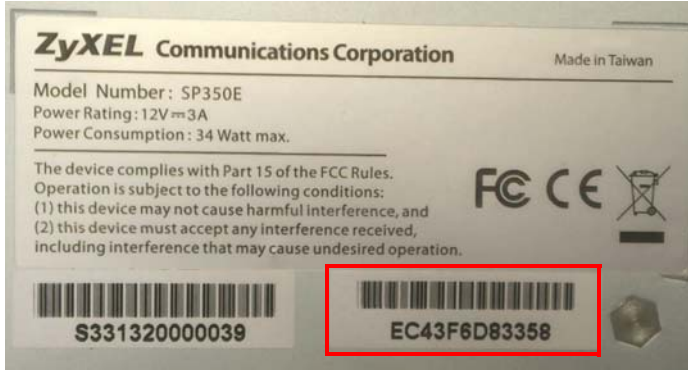 ZyXEL Communications Corporation
Made in Taiwan
Model Number: SP350E
Power Rating: 12V⎓3A
Power Consumption : 34 Watt max.
The device complies with Part 15 of the FCC Rules.
Operation is subject to the following conditions:
(1) this device may not cause harmful interference, and
(2) this device must accept any interference received,
including interference that may cause undesired operation.
FC CE
S331320000039
EC43F6D83358